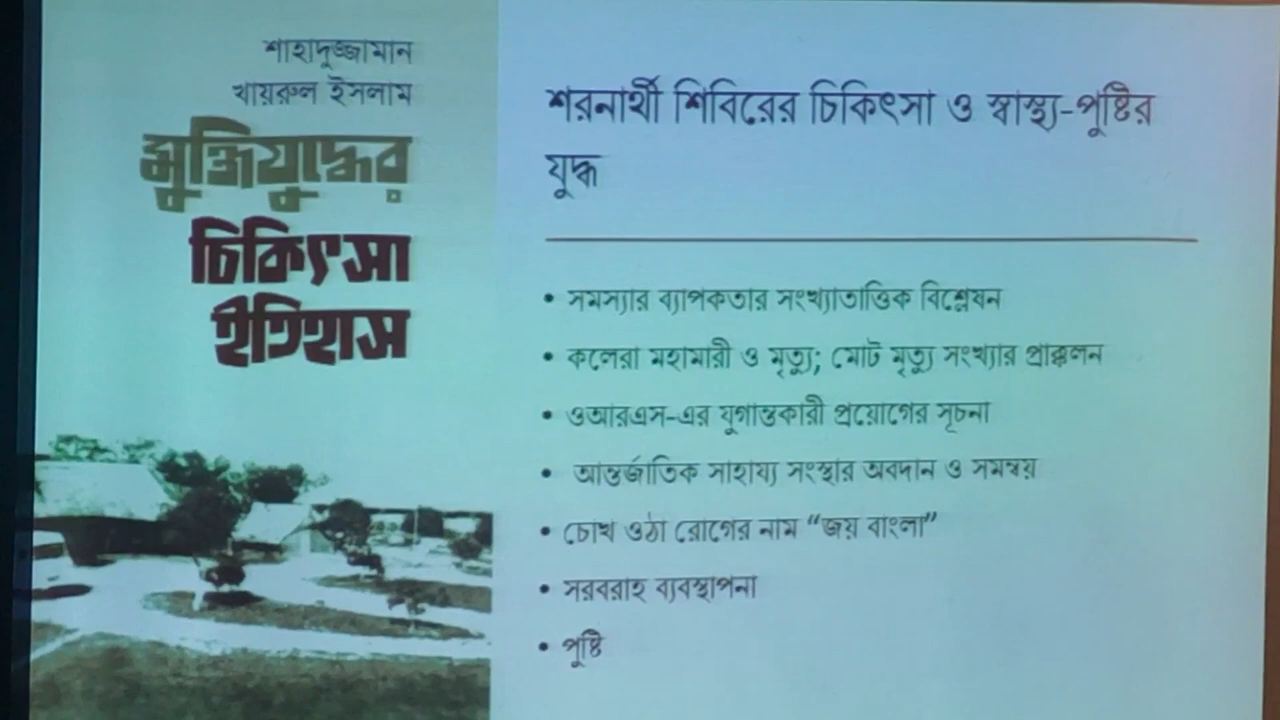 শাহাদুজ্জামান
খায়রুল ইসলাম
মুক্তিযুদ্ধের
চিকিৎসা
ইতিহাস
শরনার্থী শিবিরের চিকিৎসা ও স্বাস্থ্য-পুষ্টির
যুদ্ধ
• সমস্যার ব্যাপকতার সংখ্যাতাত্তিক বিশ্লেষন
• কলেরা মহামারী ও মৃত্যু; মোট মৃত্যু সংখ্যার প্রাক্কলন
• ওআরএস-এর যুগান্তকারী প্রয়োগের সূচনা
• আন্তর্জাতিক সাহায্য সংস্থার অবদান ও সমন্বয়
• চোখ ওঠা রোগের নাম “জয় বাংলা”
• সরবরাহ ব্যবস্থাপনা
• পুষ্টি